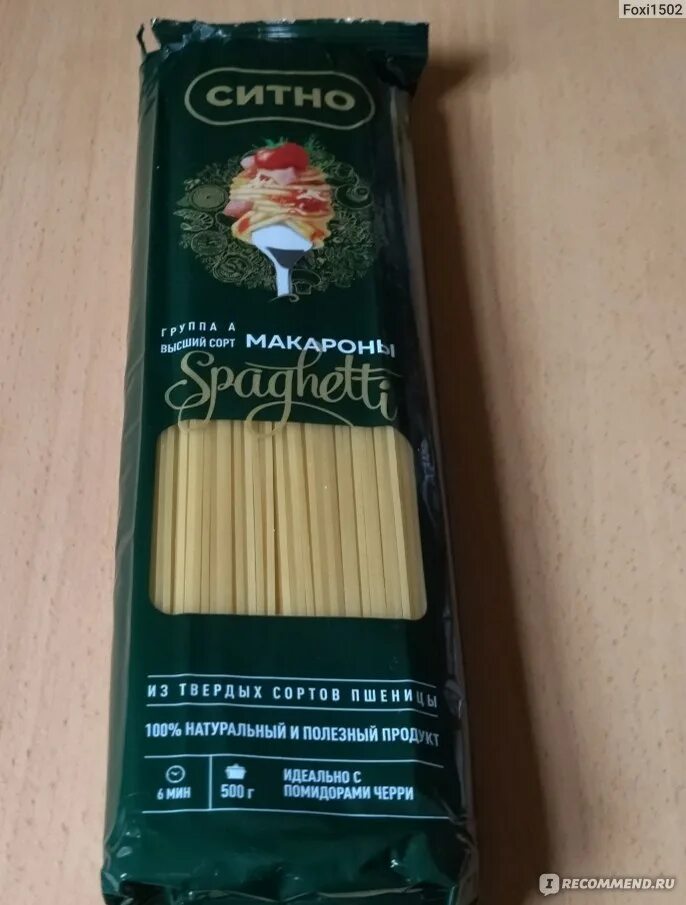 Foxi1502
СИТНО
ГРУППА А
ВЫСШИЙ СОРТ
МАКАРОНЫ
Spaghetti
ИЗ ТВЕРДЫХ СОРТОВ ПШЕНИЦЫ
100% НАТУРАЛЬНЫЙ И ПОЛЕЗНЫЙ ПРОДУКТ
6 МИН
500 г
ИДЕАЛЬНО С
ПОМИДОРАМИ ЧЕРРИ
IRECOMMEND.RU